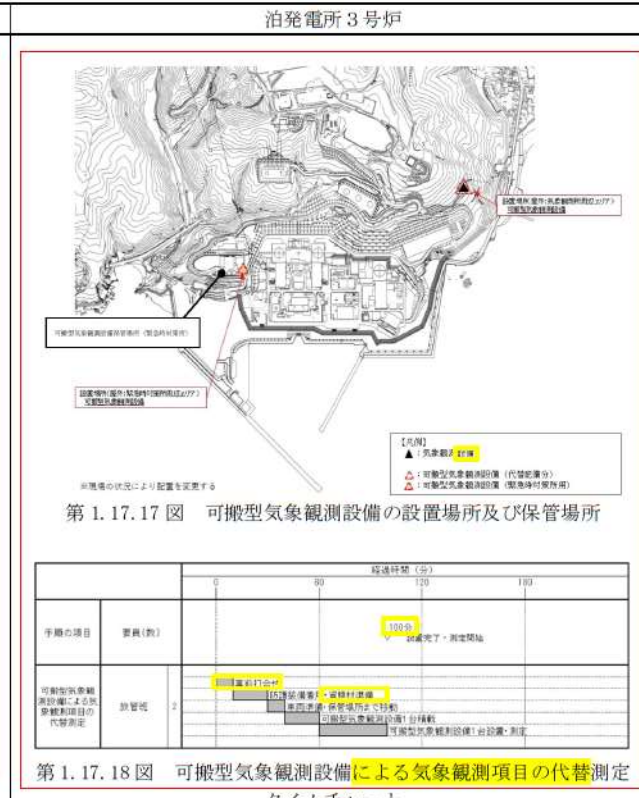 泊発電所3号炉
設置場所(屋外:気象観測所周辺エリア)
可搬型気象観測設備
可搬型気象観測設備保管場所(緊急時対策所)
設置場所(屋外:緊急時対策所周辺エリア)
可搬型気象観測設備
【凡例】
▲:気象観測設備
△:可搬型気象観測設備(代替記慮分)
△:可搬型気象観測設備(緊急時対策所用)
※現場の状況により配置を変更する
第1.17.17図 可搬型気象観測設備の設置場所及び保管場所
経過時間(分)
0 60 120 180
手順の項目 要員(数)
100分
▽ 設置完了・測定開始
可搬型気象観測設備による気象観測項目の代替測定
放管班 2
事前打合せ
防護装備着用・資機材準備
車両準備・保管場所まで移動
可搬型気象観測設備1台積載
可搬型気象観測設備1台設置・測定
第1.17.18図 可搬型気象観測設備による気象観測項目の代替測定
タイムチャート